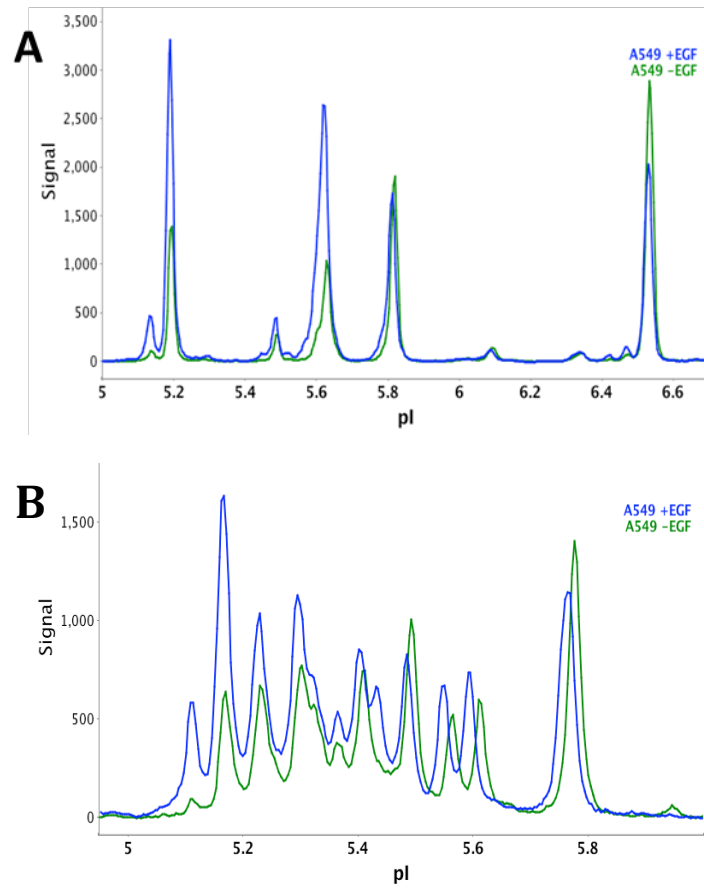 A
3,500
3,000
2,500
2,000
1,500
1,000
500
0
Signal
A549 +EGF
A549 −EGF
5 5.2 5.4 5.6 5.8 6 6.2 6.4 6.6
pI
B
1,500
1,000
500
0
Signal
A549 +EGF
A549 −EGF
5 5.2 5.4 5.6 5.8
pI